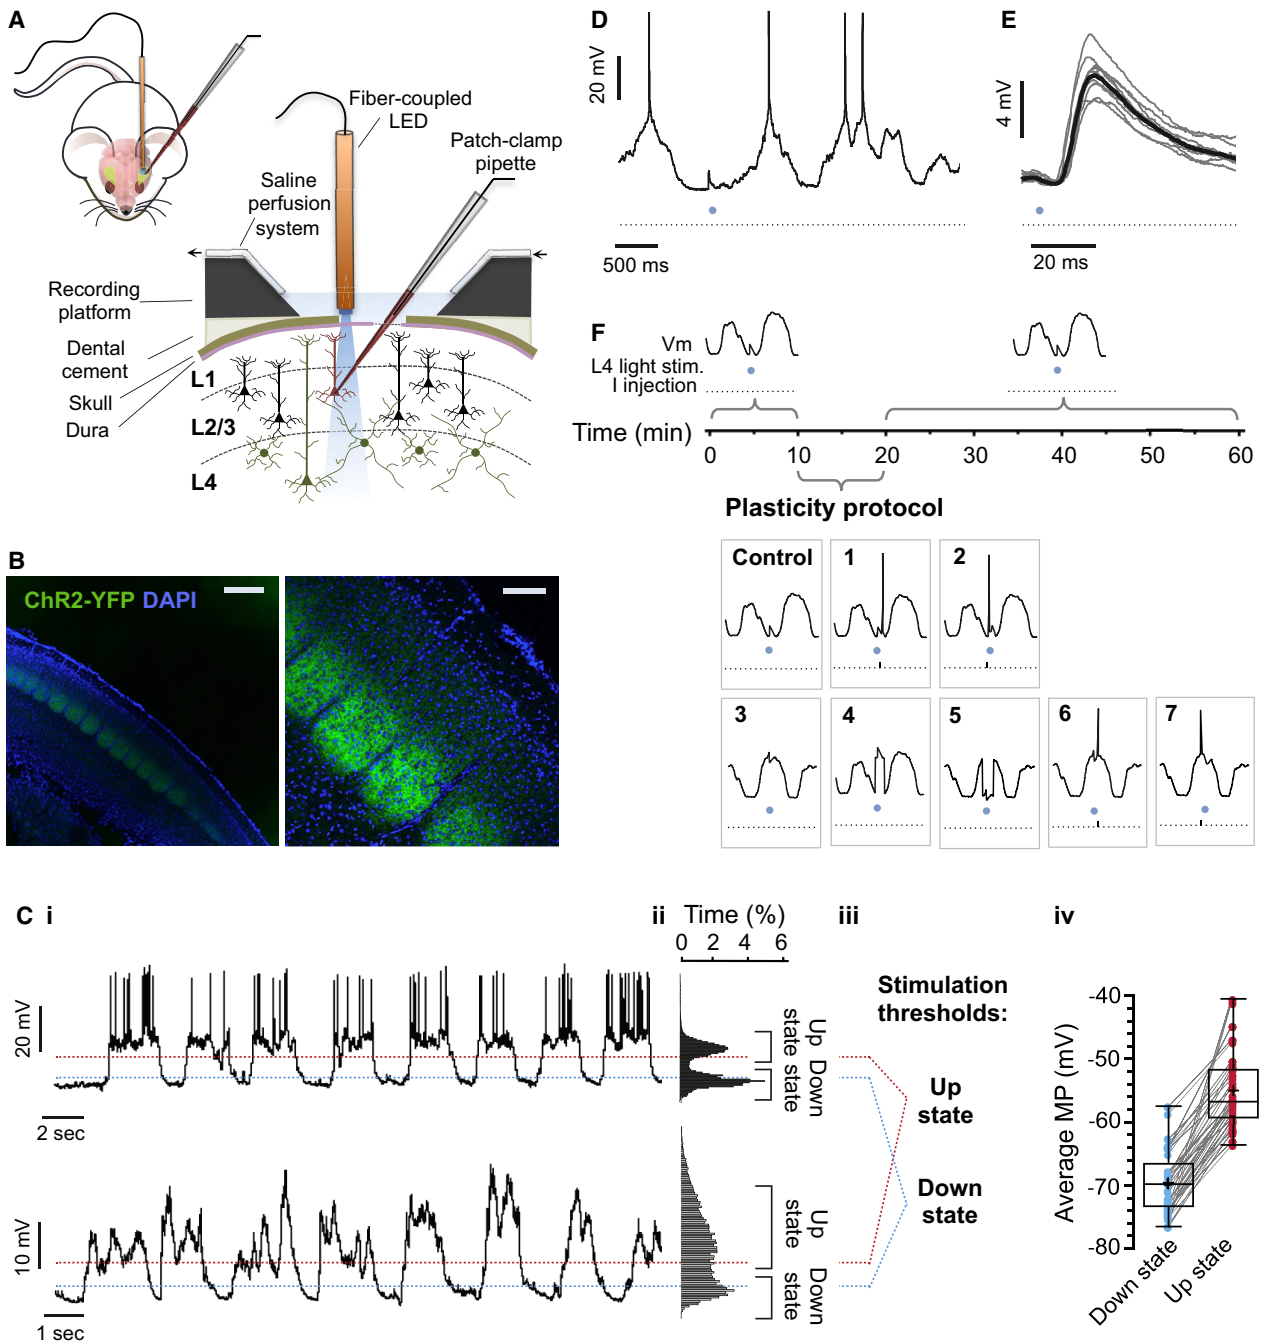 A
Fiber-coupled
LED
Patch-clamp
pipette
Saline
perfusion
system
Recording
platform
Dental
cement
Skull
Dura
L1
L2/3
L4
B
ChR2-YFP DAPI
D
20 mV
500 ms
E
4 mV
20 ms
F
Vm
L4 light stim.
I injection
Time (min)
0 10 20 30 40 50 60
Plasticity protocol
Control 1 2
3 4 5 6 7
C i
20 mV
2 sec
10 mV
1 sec
ii
Time (%)
0 2 4 6
Up
state
Down
state
Up
state
Down
state
iii
Stimulation
thresholds:
Up
state
Down
state
iv
Average MP (mV)
-40
-50
-60
-70
-80
Down state
Up state